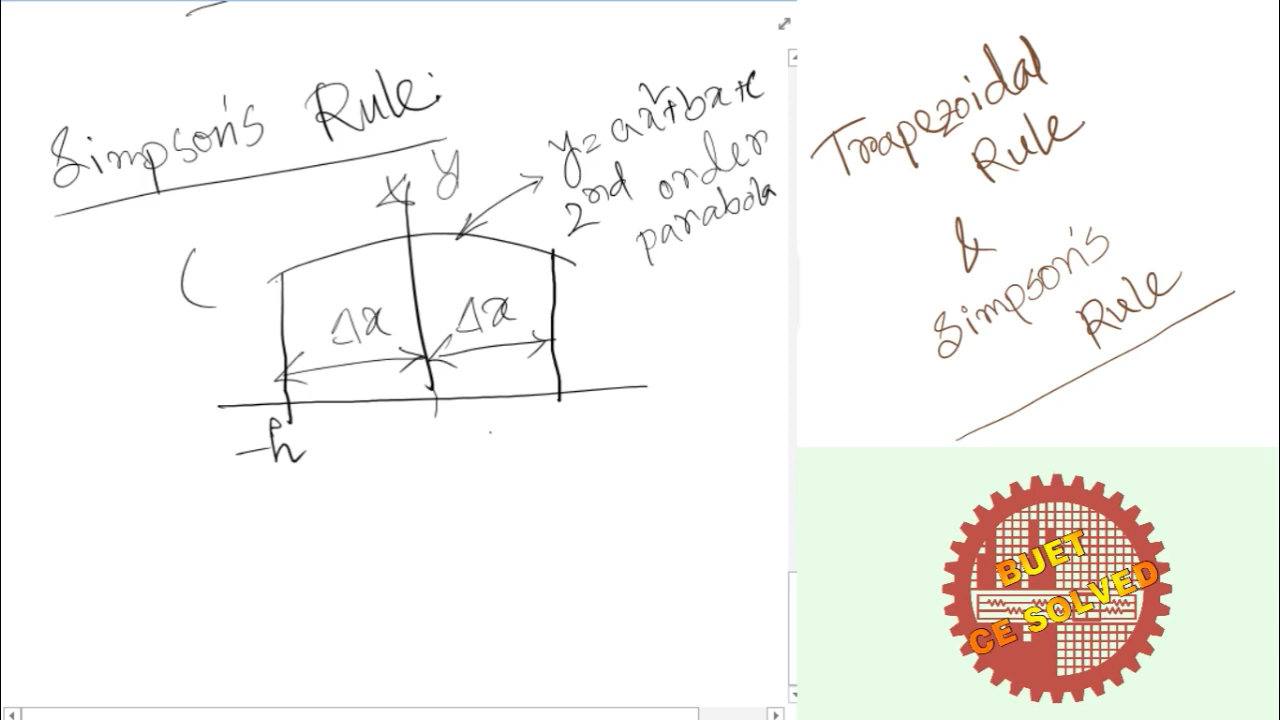 Simpson's Rule:
y
y=ax²+bx+c
2nd order
parabola
Δx Δx
-h
Trapezoidal
Rule
&
Simpson's
Rule
BUET
CE SOLVED